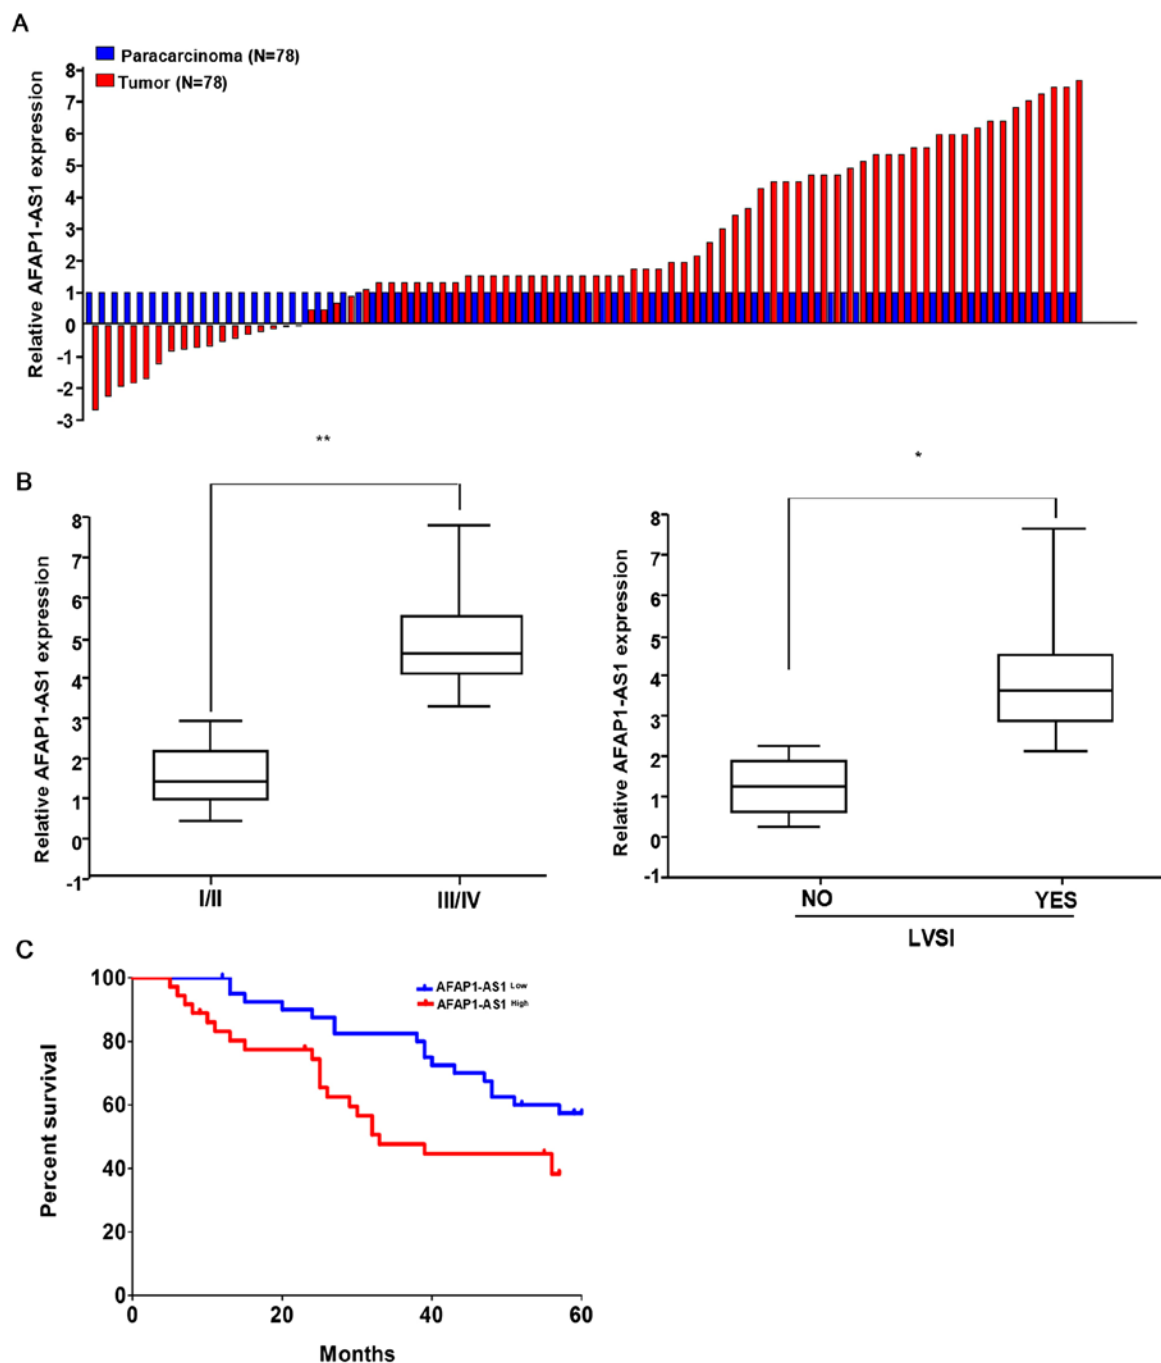 A
Paracarcinoma (N=78)
Tumor (N=78)
Relative AFAP1-AS1 expression
8
7
6
5
4
3
2
1
0
-1
-2
-3
**
*
B
Relative AFAP1-AS1 expression
8
7
6
5
4
3
2
1
0
-1
I/II
III/IV
Relative AFAP1-AS1 expression
8
7
6
5
4
3
2
1
0
-1
NO
YES
LVSI
C
Percent survival
100
80
60
40
20
0
AFAP1-AS1 Low
AFAP1-AS1 High
0
20
40
60
Months